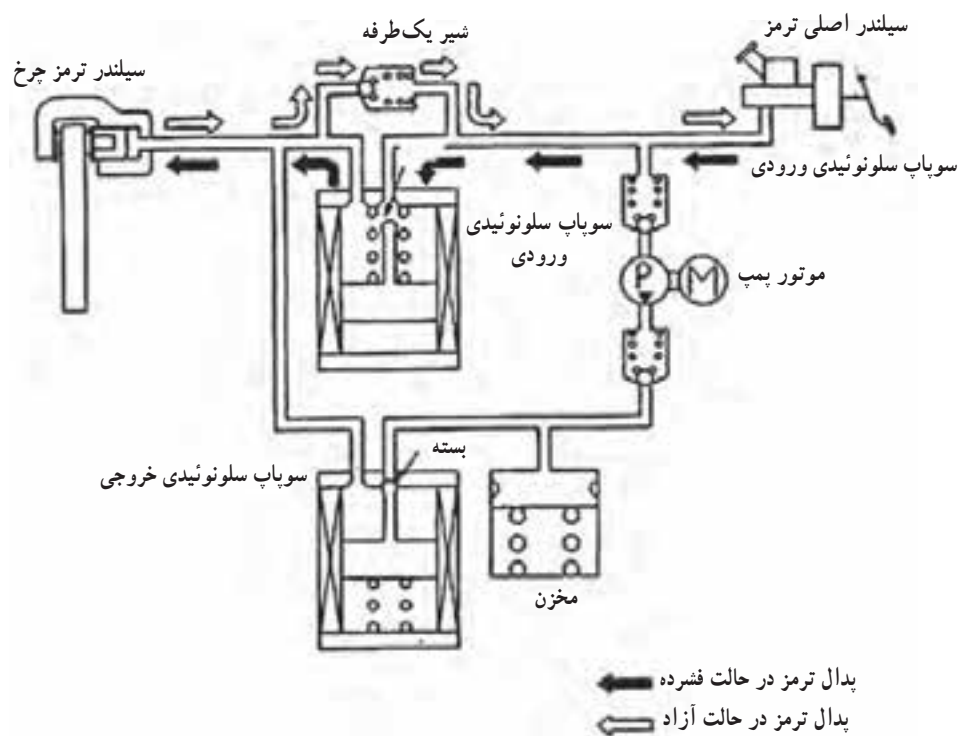 سیلندر اصلی ترمز
شیر یک‌طرفه
سیلندر ترمز چرخ
سوپاپ سلونوئیدی ورودی
سوپاپ سلونوئیدی
ورودی
موتور پمپ
P
M
بسته
سوپاپ سلونوئیدی خروجی
مخزن
پدال ترمز در حالت فشرده
پدال ترمز در حالت آزاد